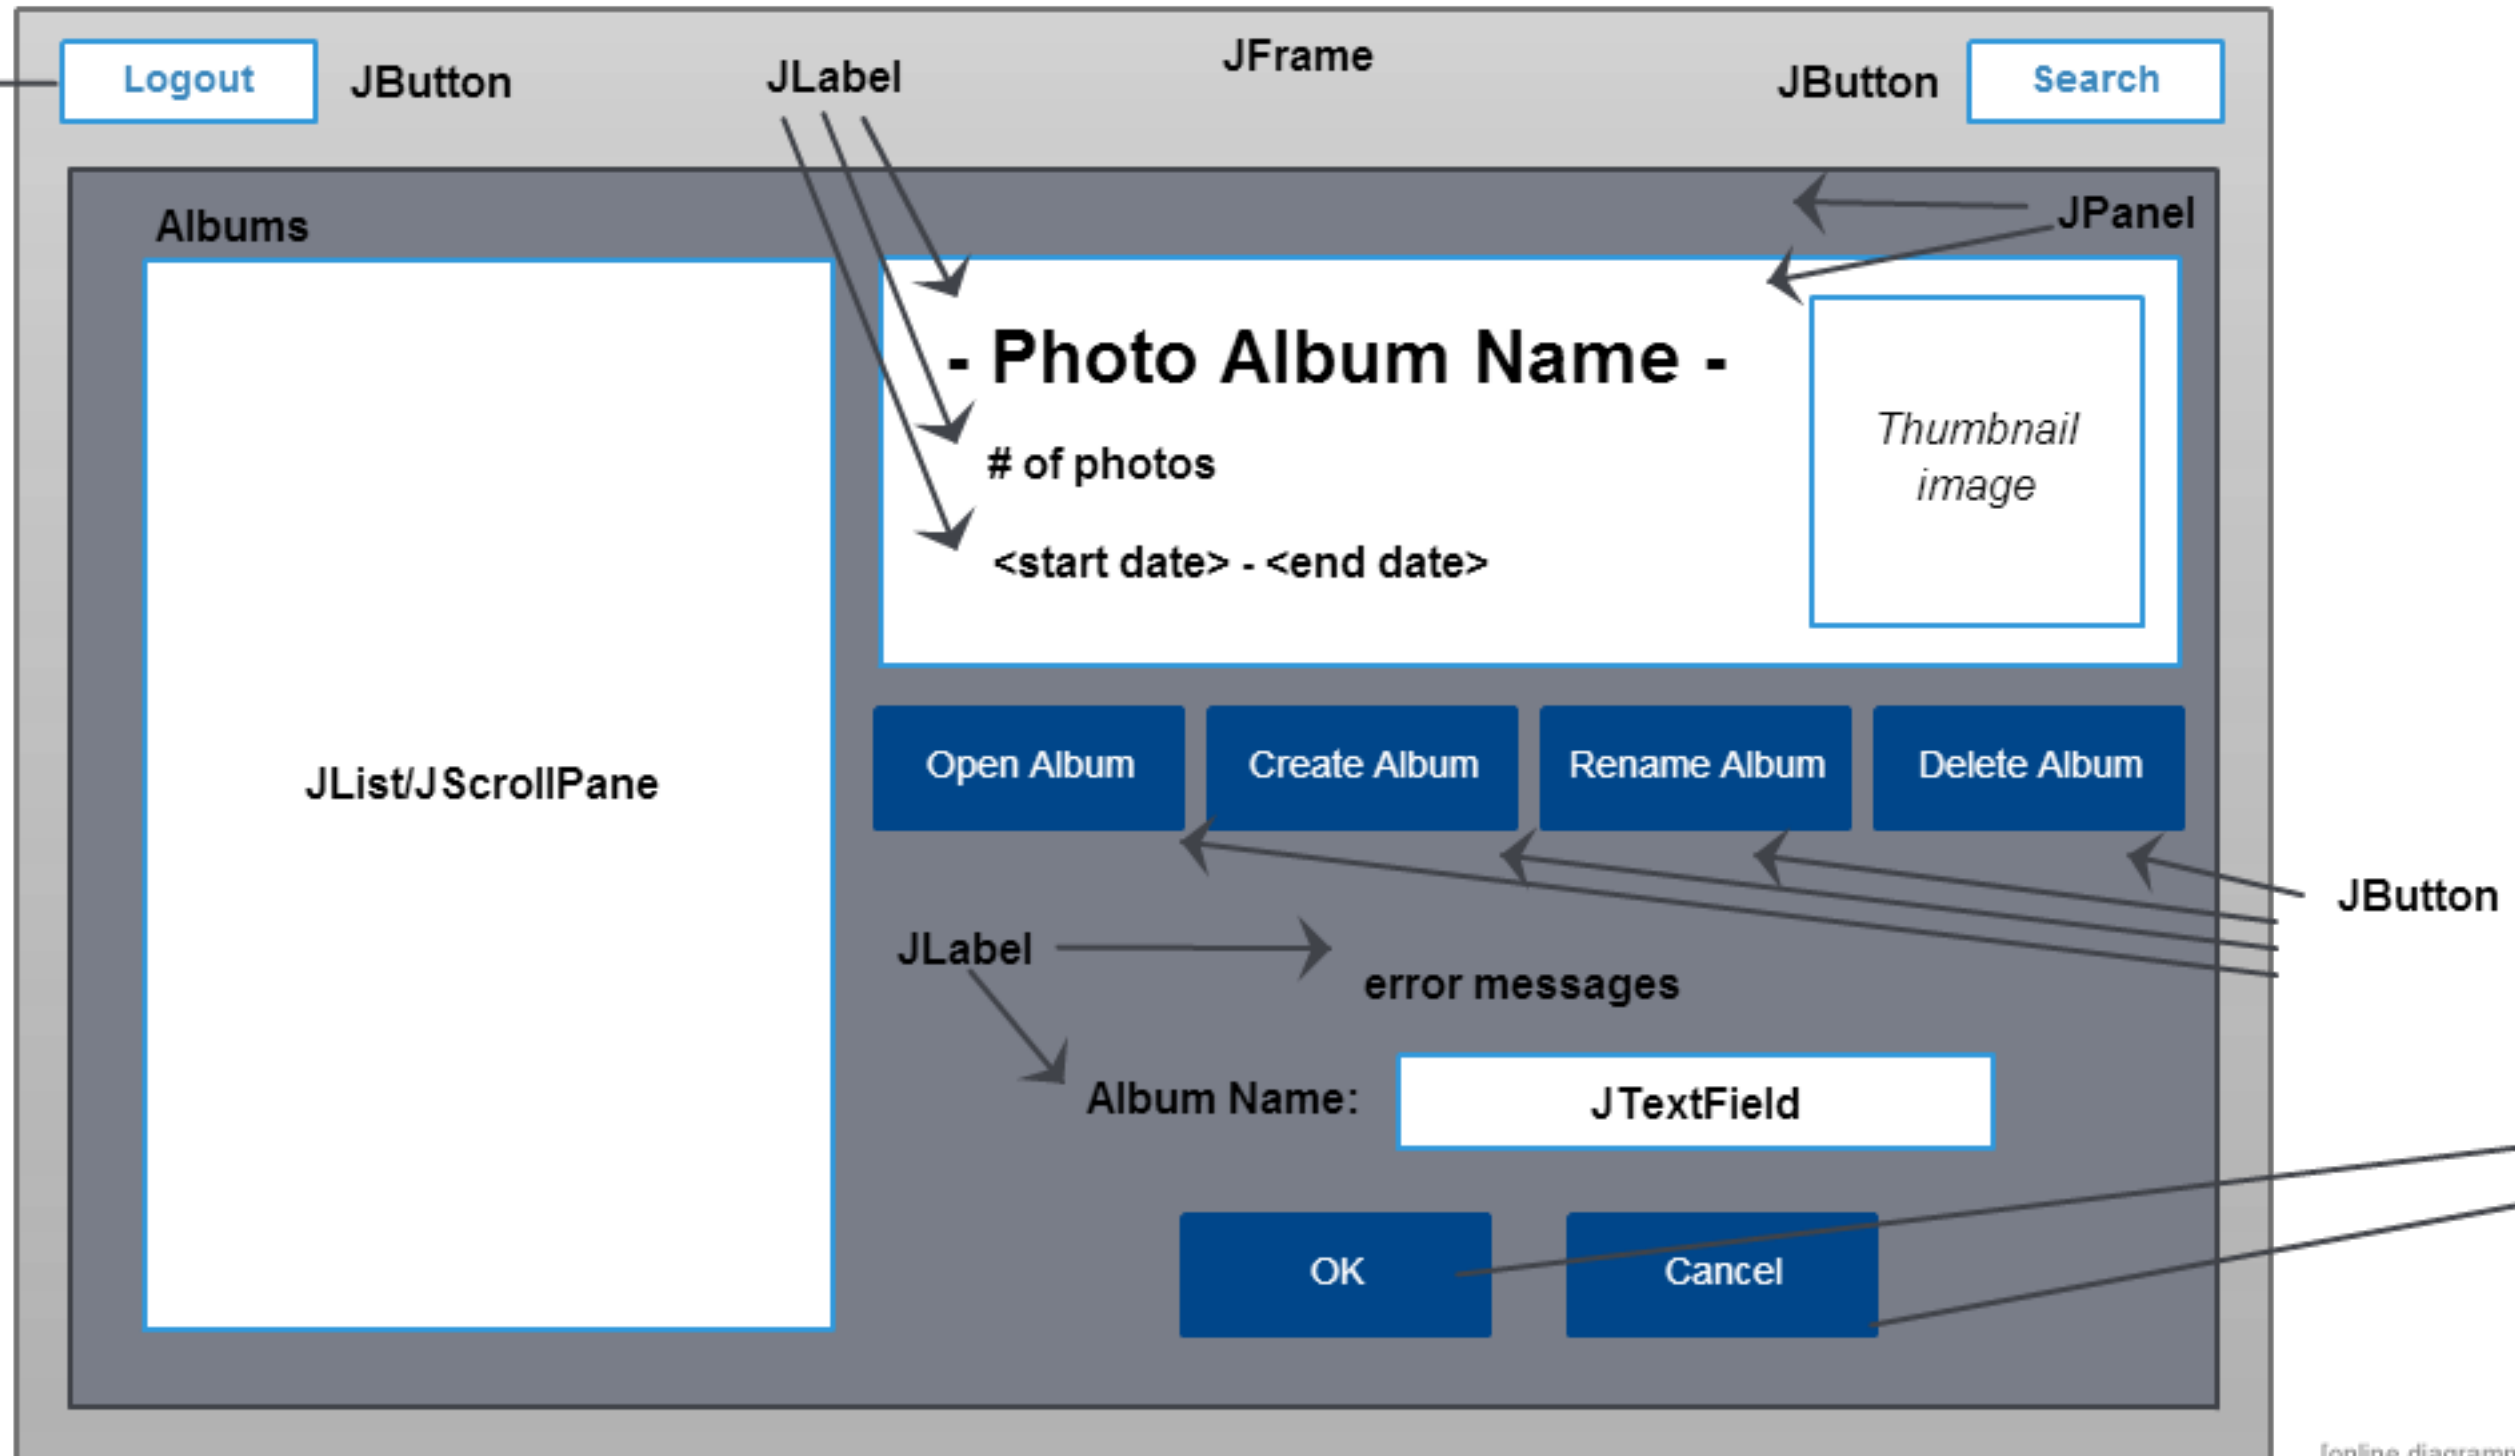 Logout
JButton
JLabel
JFrame
JButton
Search
Albums
JPanel
- Photo Album Name -
# of photos
<start date> - <end date>
Thumbnail
image
JList/JScrollPane
Open Album
Create Album
Rename Album
Delete Album
JButton
JLabel
error messages
Album Name:
JTextField
OK
Cancel